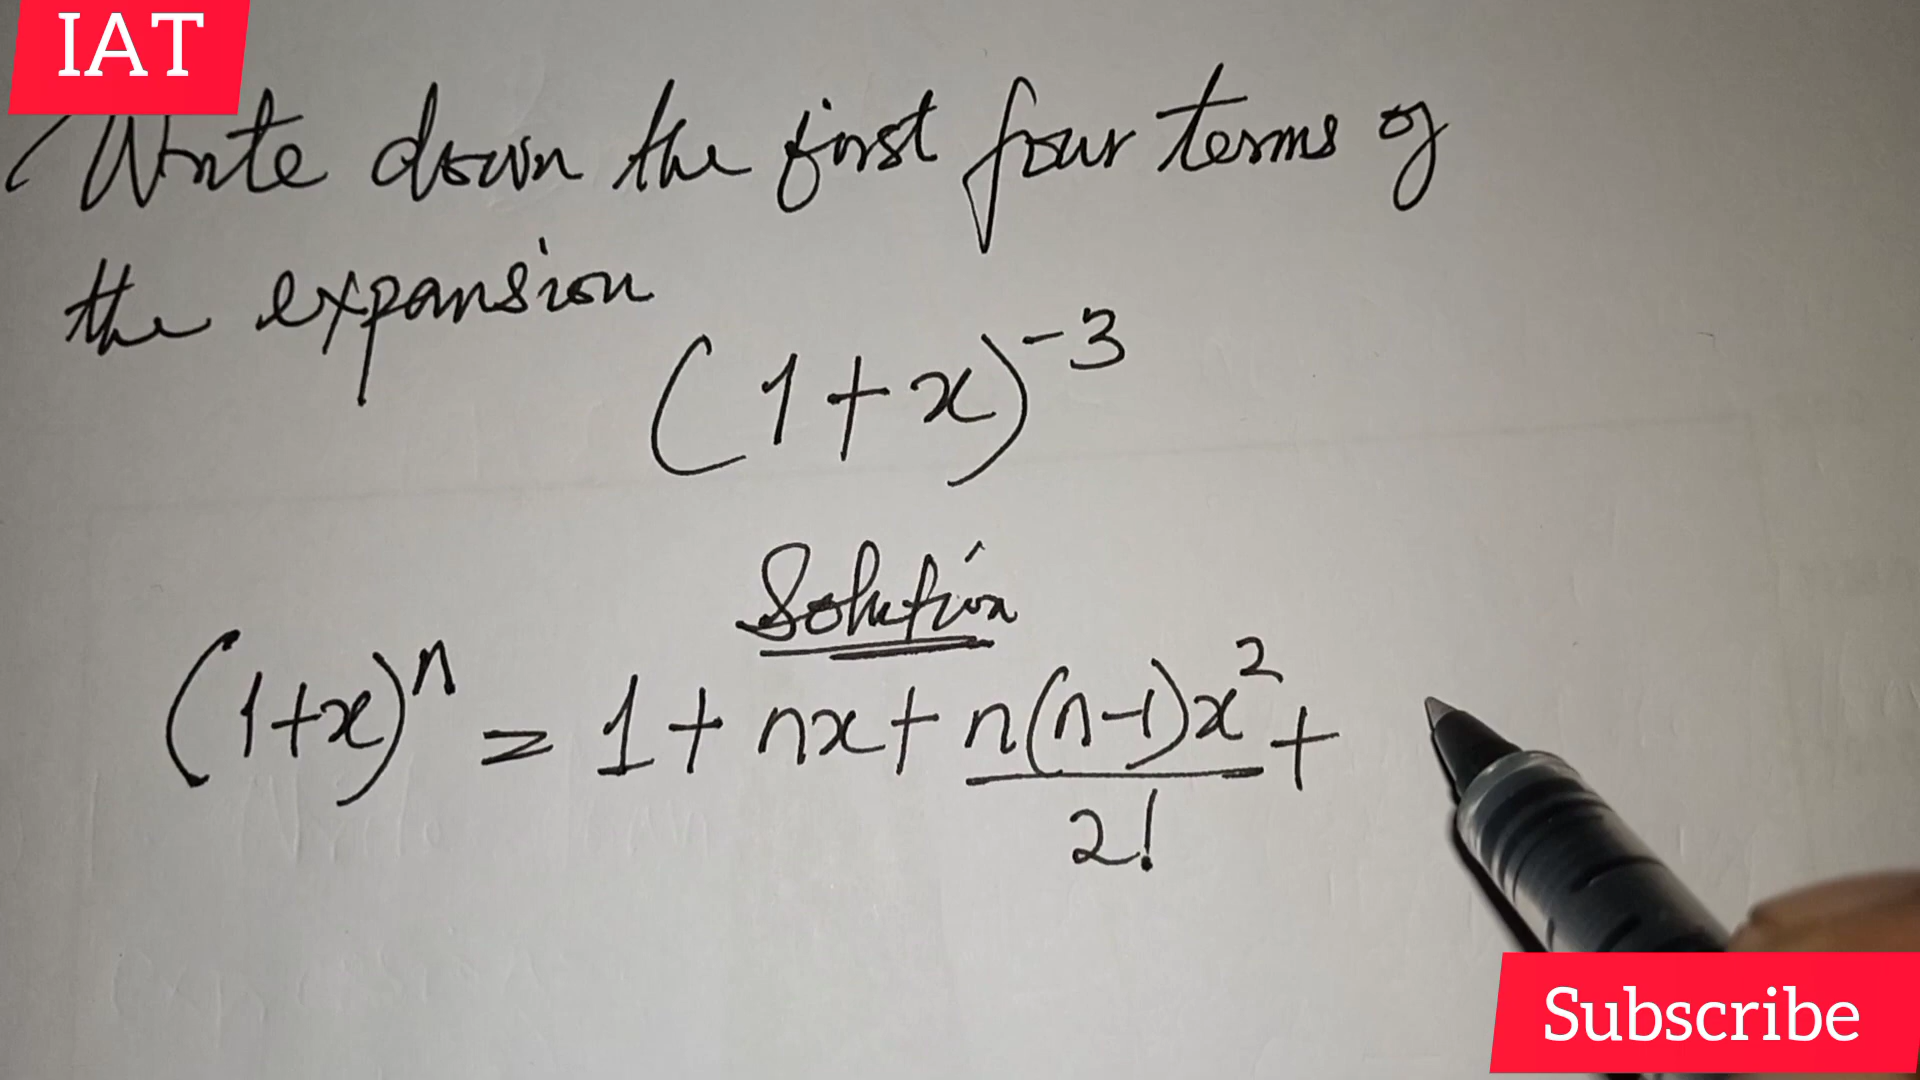 IAT
Write down the first four terms of
the expansion
(1+x)⁻³
Solution
(1+x)ⁿ = 1 + nx + n(n-1)x² +
2!
Subscribe